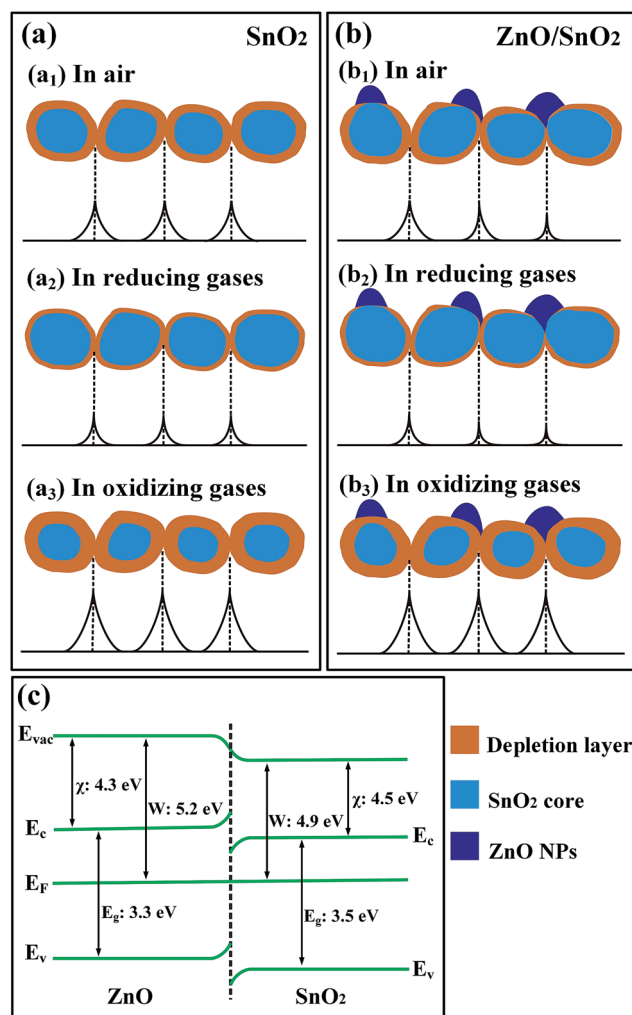 (a) SnO₂
(a₁) In air
(a₂) In reducing gases
(a₃) In oxidizing gases
(b) ZnO/SnO₂
(b₁) In air
(b₂) In reducing gases
(b₃) In oxidizing gases
(c)
Evac
χ: 4.3 eV
W: 5.2 eV
Ec
EF
Eg: 3.3 eV
Ev
ZnO
W: 4.9 eV
χ: 4.5 eV
Ec
Eg: 3.5 eV
Ev
SnO₂
Depletion layer
SnO₂ core
ZnO NPs